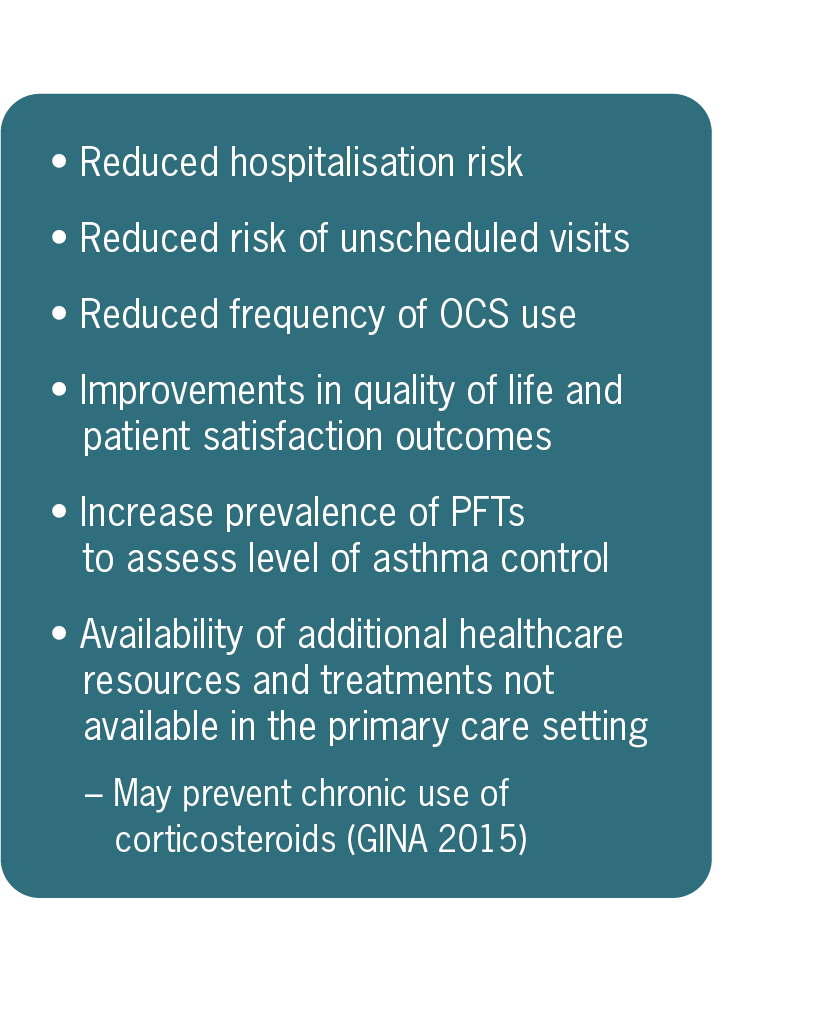 • Reduced hospitalisation risk
• Reduced risk of unscheduled visits
• Reduced frequency of OCS use
• Improvements in quality of life and
patient satisfaction outcomes
• Increase prevalence of PFTs
to assess level of asthma control
• Availability of additional healthcare
resources and treatments not
available in the primary care setting
– May prevent chronic use of
corticosteroids (GINA 2015)